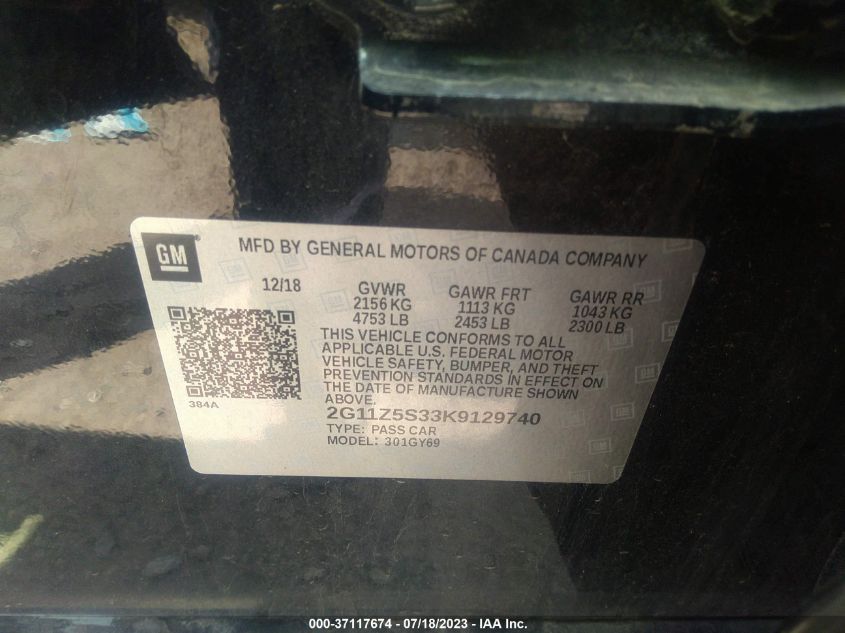 GM
MFD BY GENERAL MOTORS OF CANADA COMPANY
12/18 GVWR GAWR FRT GAWR RR
2156 KG 1113 KG 1043 KG
4753 LB 2453 LB 2300 LB
THIS VEHICLE CONFORMS TO ALL
APPLICABLE U.S. FEDERAL MOTOR
VEHICLE SAFETY, BUMPER, AND THEFT
PREVENTION STANDARDS IN EFFECT ON
THE DATE OF MANUFACTURE SHOWN
ABOVE.
384A
2G11Z5S33K9129740
TYPE: PASS CAR
MODEL: 301GY69
000-37117674 - 07/18/2023 - IAA Inc.